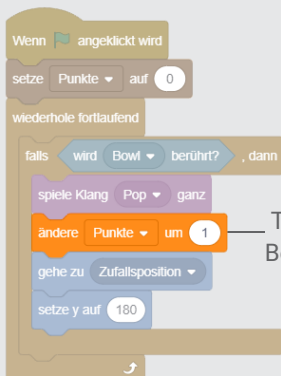 Wenn angeklickt wird
setze Punkte auf 0
wiederhole fortlaufend
falls wird Bowl berührt? , dann
spiele Klang Pop ganz
ändere Punkte um 1
gehe zu Zufallsposition
setze y auf 180